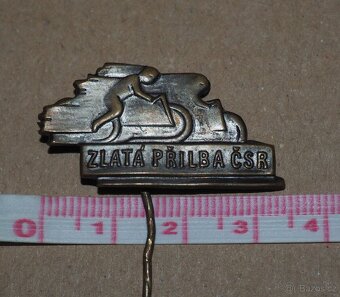 ZLATÁ PŘILBA ČSR
0 1 2 3 4